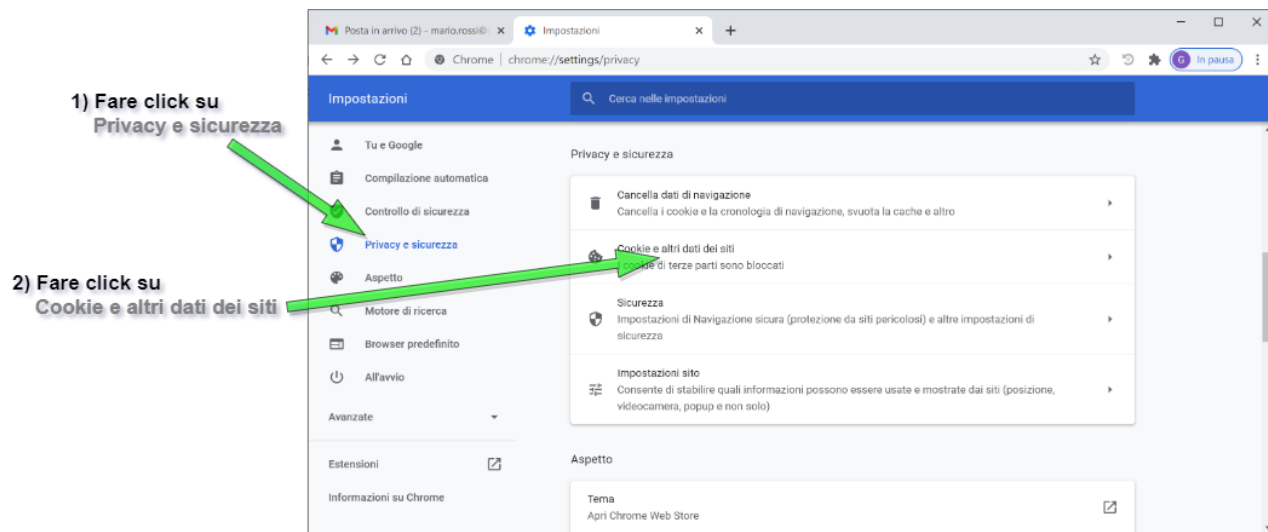 Posta in arrivo (2) - mario.rossi@
Impostazioni
Chrome | chrome://settings/privacy
G In pausa
Impostazioni
Cerca nelle impostazioni
1) Fare click su
Privacy e sicurezza
2) Fare click su
Cookie e altri dati dei siti
Tu e Google
Compilazione automatica
Controllo di sicurezza
Privacy e sicurezza
Aspetto
Motore di ricerca
Browser predefinito
All'avvio
Avanzate
Estensioni
Informazioni su Chrome
Privacy e sicurezza
Cancella dati di navigazione
Cancella i cookie e la cronologia di navigazione, svuota la cache e altro
Cookie e altri dati dei siti
I cookie di terze parti sono bloccati
Sicurezza
Impostazioni di Navigazione sicura (protezione da siti pericolosi) e altre impostazioni di
sicurezza
Impostazioni sito
Consente di stabilire quali informazioni possono essere usate e mostrate dai siti (posizione,
videocamera, popup e non solo)
Aspetto
Tema
Apri Chrome Web Store